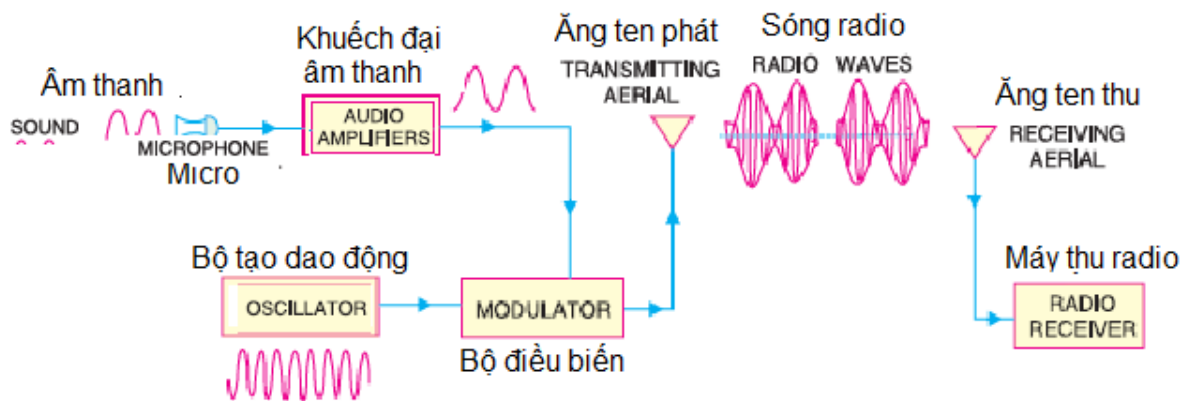 Âm thanh
SOUND
MICROPHONE
Micro
Khuếch đại
âm thanh
AUDIO
AMPLIFIERS
Ăng ten phát
TRANSMITTING
AERIAL
Sóng radio
RADIO WAVES
Ăng ten thu
RECEIVING
AERIAL
Bộ tạo dao động
OSCILLATOR
MODULATOR
Bộ điều biến
Máy thu radio
RADIO
RECEIVER